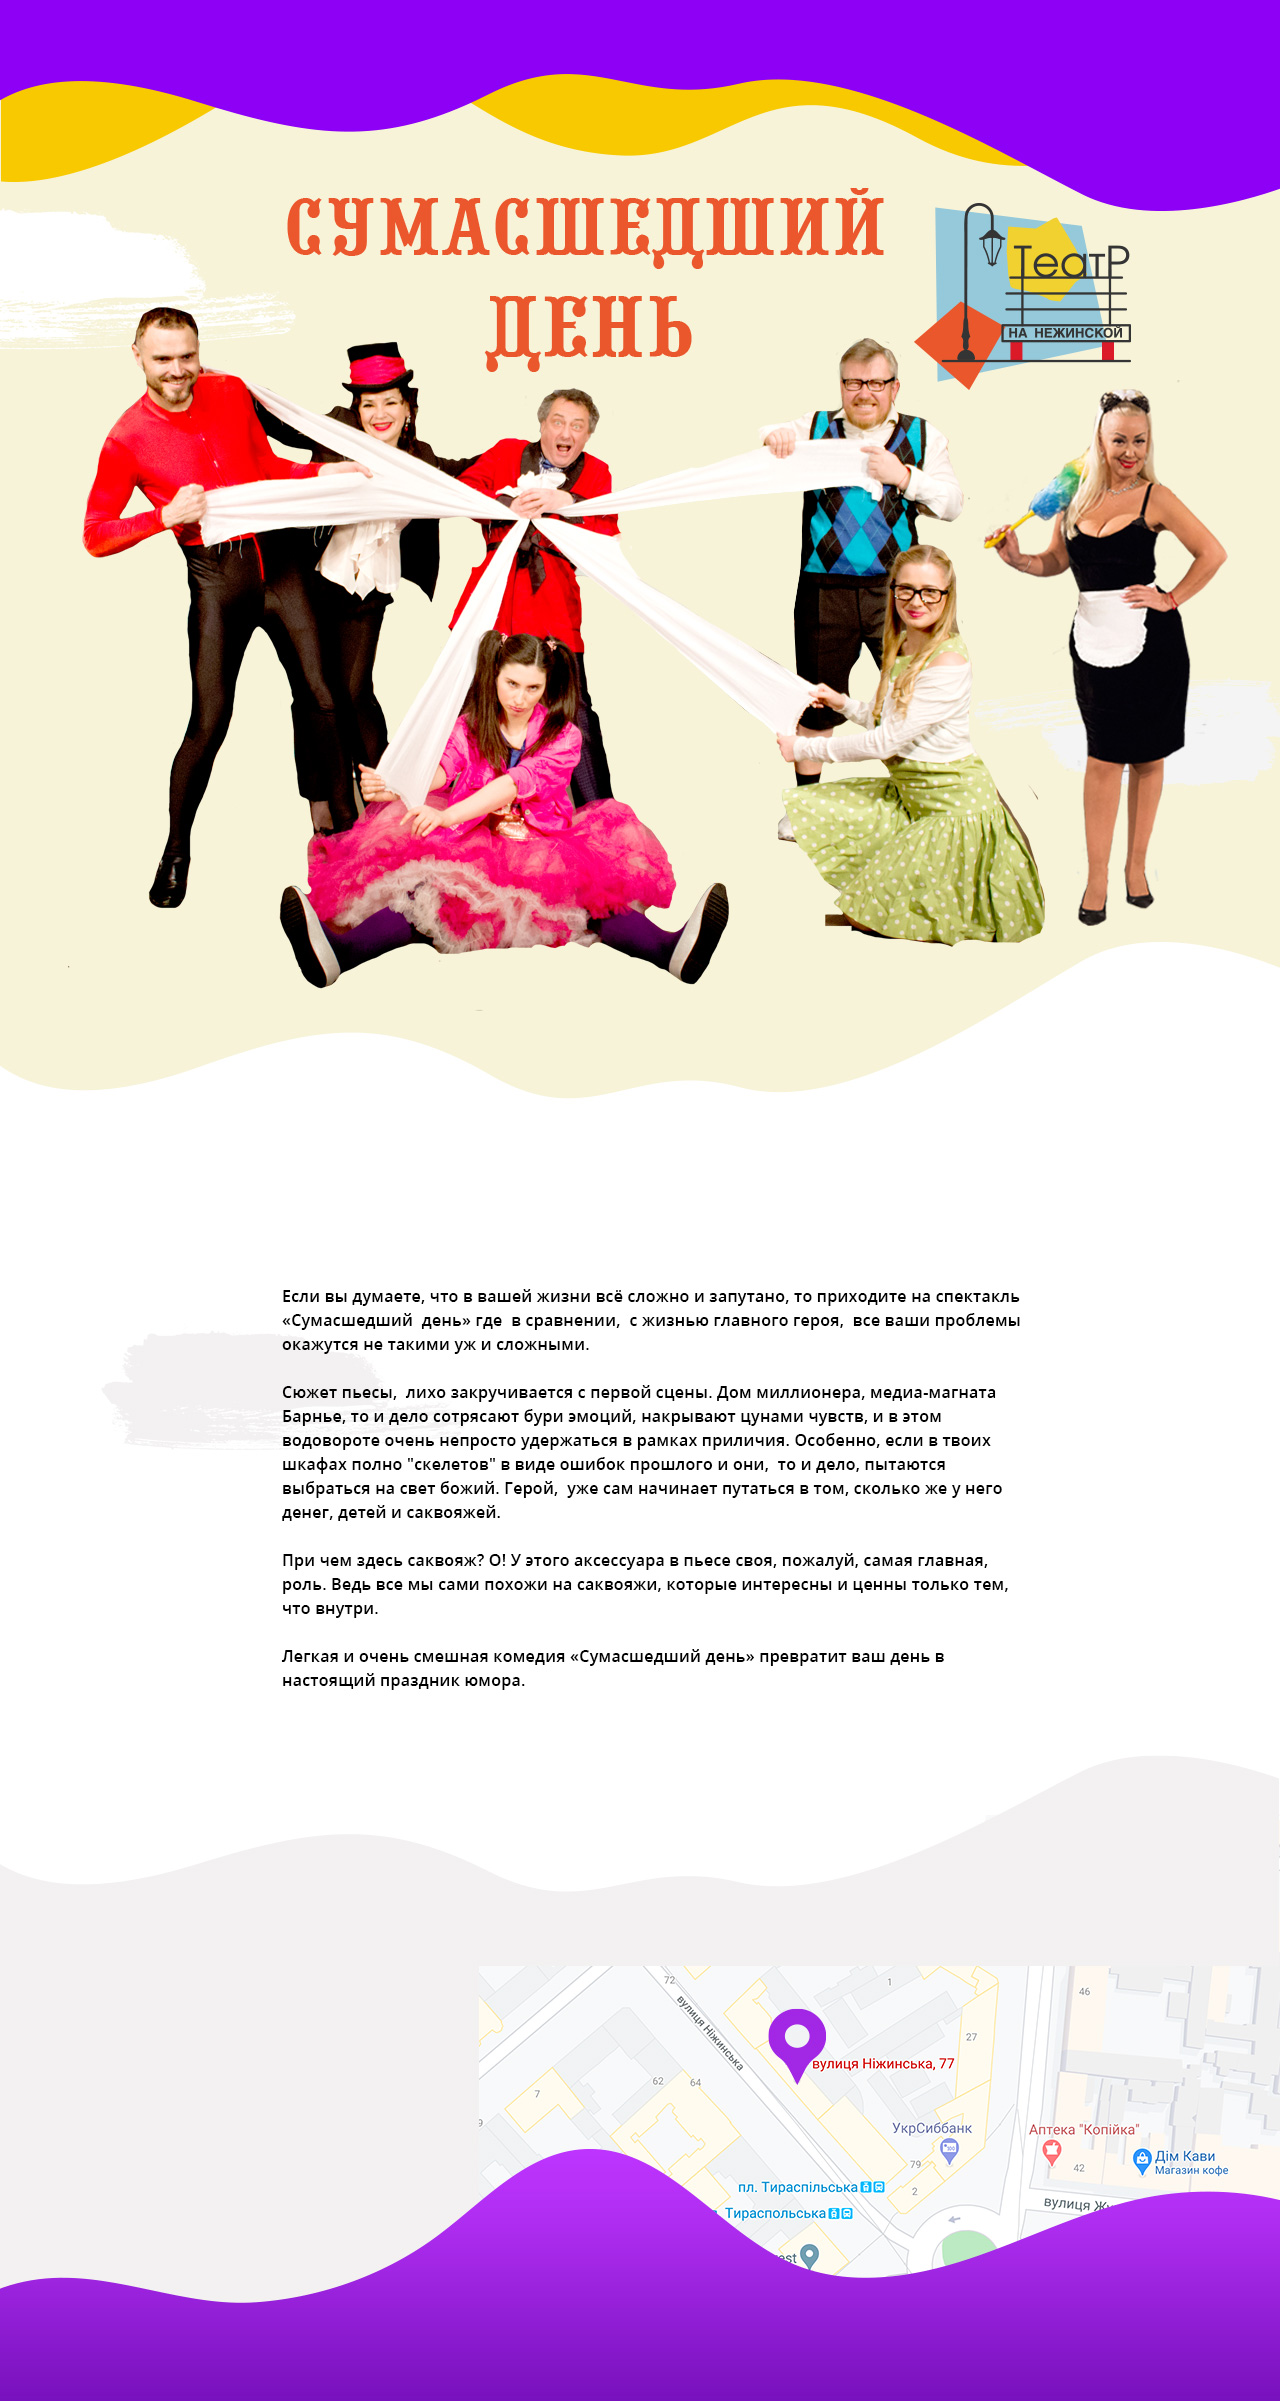 СУМАСШЕДШИЙ
ДЕНЬ
ТеатР
НА НЕЖИНСКОЙ
Если вы думаете, что в вашей жизни всё сложно и запутано, то приходите на спектакль
«Сумасшедший  день» где  в сравнении,  с жизнью главного героя,  все ваши проблемы
окажутся не такими уж и сложными.
Сюжет пьесы,  лихо закручивается с первой сцены. Дом миллионера, медиа-магната
Барнье, то и дело сотрясают бури эмоций, накрывают цунами чувств, и в этом
водовороте очень непросто удержаться в рамках приличия. Особенно, если в твоих
шкафах полно "скелетов" в виде ошибок прошлого и они,  то и дело, пытаются
выбраться на свет божий. Герой,  уже сам начинает путаться в том, сколько же у него
денег, детей и саквояжей.
При чем здесь саквояж? О! У этого аксессуара в пьесе своя, пожалуй, самая главная,
роль. Ведь все мы сами похожи на саквояжи, которые интересны и ценны только тем,
что внутри.
Легкая и очень смешная комедия «Сумасшедший день» превратит ваш день в
настоящий праздник юмора.
72
1
46
вулиця Ніжинська
27
вулиця Ніжинська, 77
62
64
7
9
УкрСиббанк
Аптека "Копійка"
79
42
Дім Кави
Магазин кофе
пл. Тираспільська
2
Тираспольська
вулиця